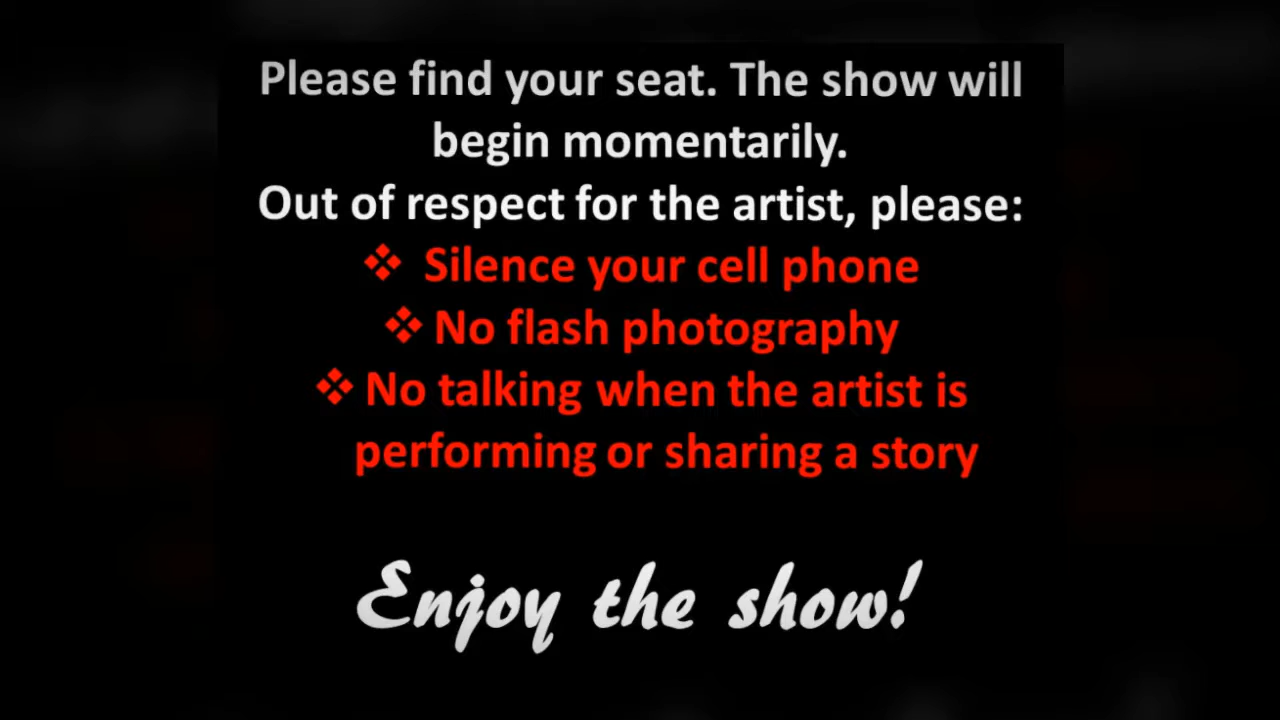 Please find your seat. The show will
begin momentarily.
Out of respect for the artist, please:
❖ Silence your cell phone
❖ No flash photography
❖ No talking when the artist is
performing or sharing a story
Enjoy the show!